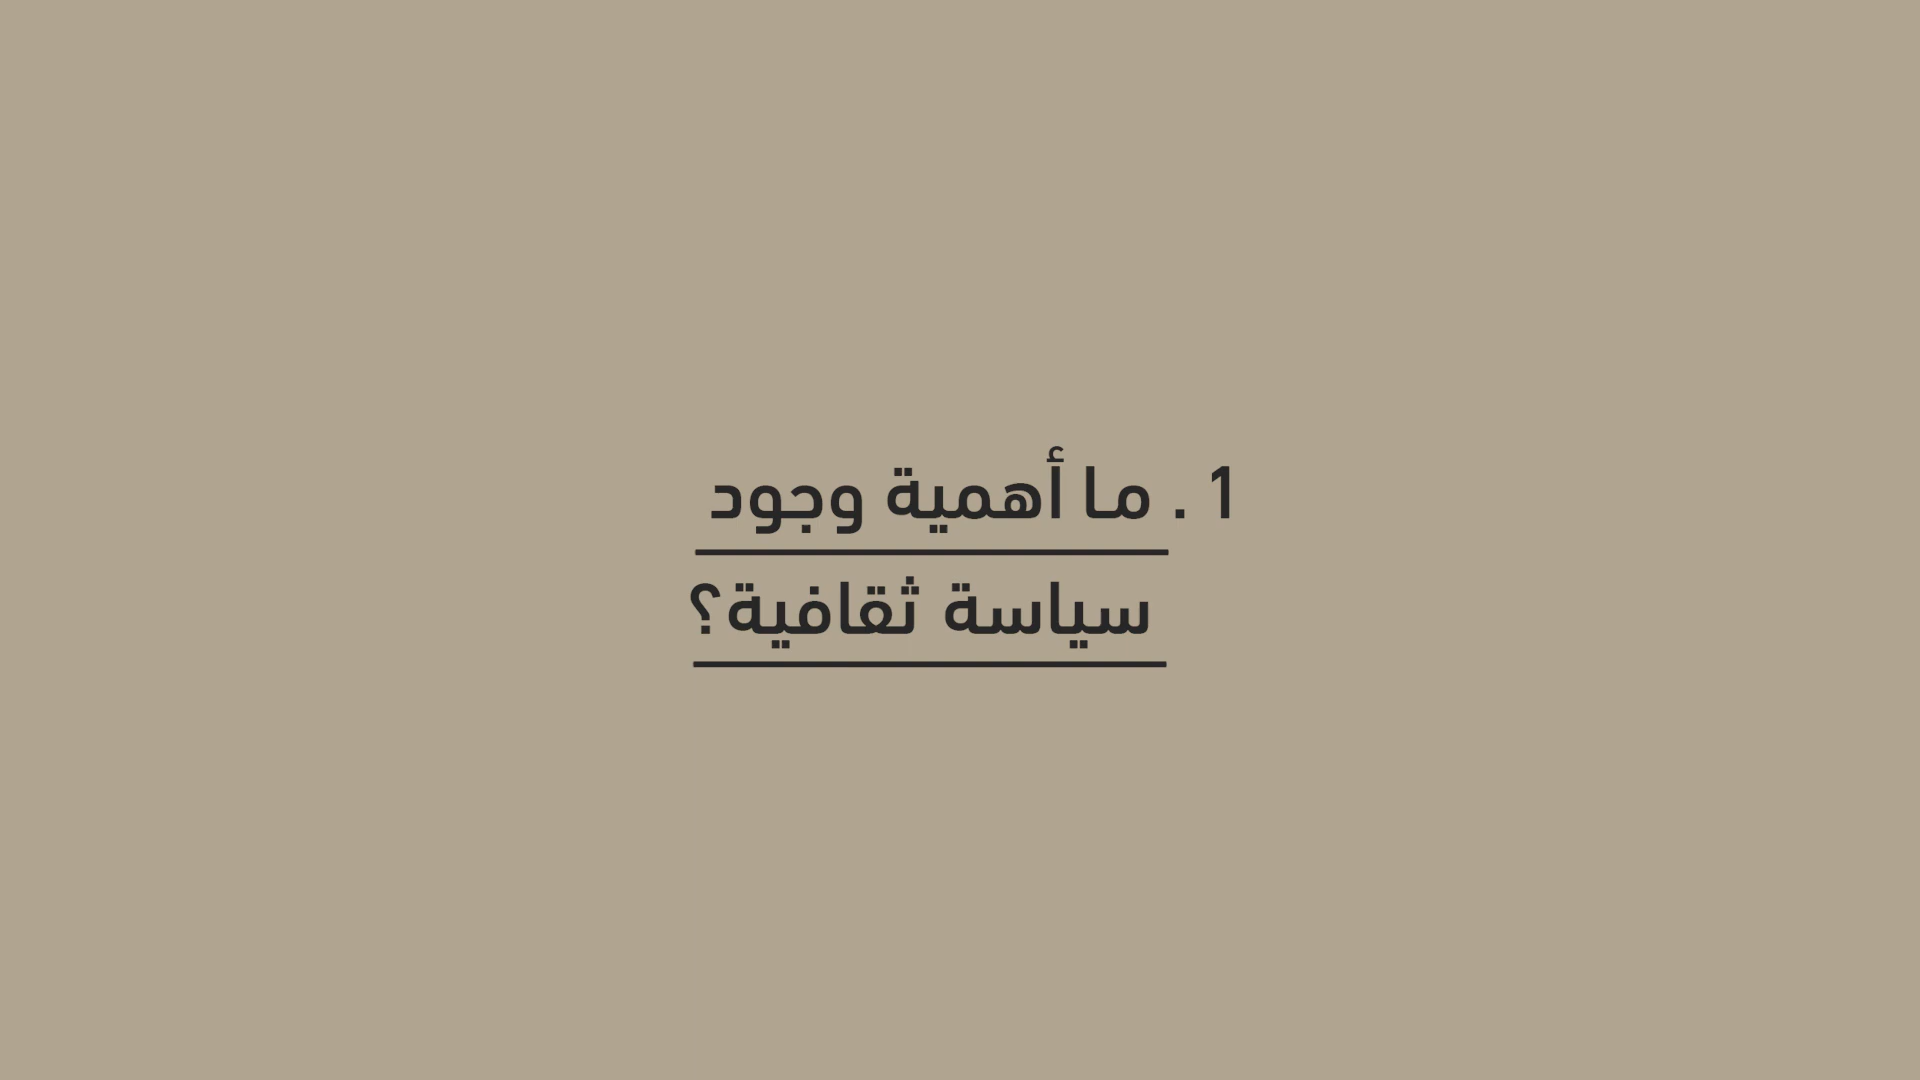 1 . ما أهمية وجود
سياسة ثقافية؟